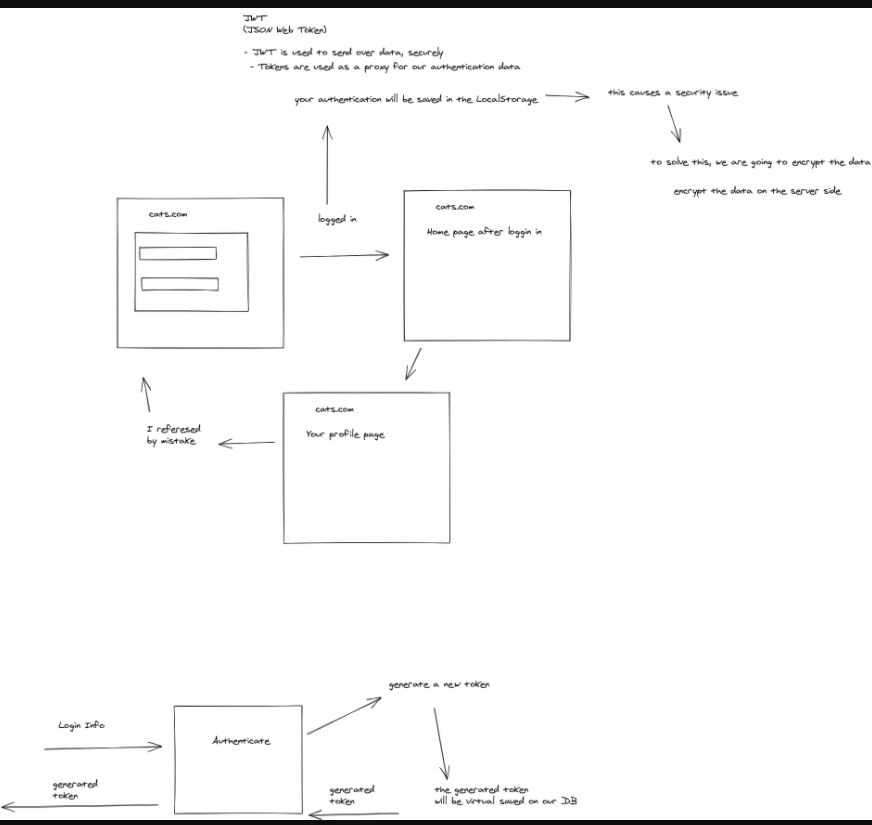 JWT
(JSON Web Token)
- JWT is used to send over data, securely
- Tokens are used as a proxy for our authentication data
your authentication will be saved in the LocalStorage
this causes a security issue
to solve this, we are going to encrypt the data
encrypt the data on the server side
logged in
cats.com
cats.com
Home page after loggin in
cats.com
Your profile page
I referesed
by mistake
generate a new token
Login Info
Authenticate
generated
token
generated
token
the generated token
will be virtual saved on our DB